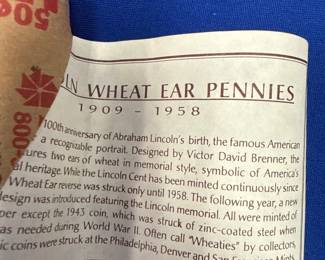 50¢
800
LN WHEAT EAR PENNIES
1909 - 1958
100th anniversary of Abraham Lincoln's birth, the famous American
a recognizable portrait. Designed by Victor David Brenner, the
ures two ears of wheat in memorial style, symbolic of America's
al heritage. While the Lincoln Cent has been minted continuously since
Wheat Ear reverse was struck only until 1958. The following year, a new
design was introduced featuring the Lincoln memorial. All were minted of
per except the 1943 coin, which was struck of zinc-coated steel when
as needed during World War II. Often call "Wheaties" by collectors,
ic coins were struck at the Philadelphia, Denver and San Francisco Mints.